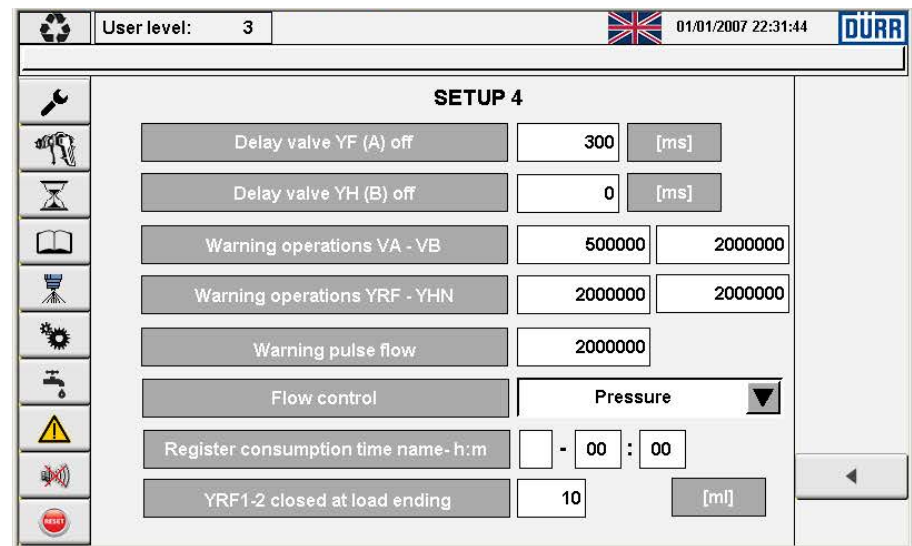 User level: 3 01/01/2007 22:31:44 DÜRR
SETUP 4
Delay valve YF (A) off 300 [ms]
Delay valve YH (B) off 0 [ms]
Warning operations VA - VB 500000 2000000
Warning operations YRF - YHN 2000000 2000000
Warning pulse flow 2000000
Flow control Pressure
Register consumption time name- h:m - 00 : 00
YRF1-2 closed at load ending 10 [ml]
RESET